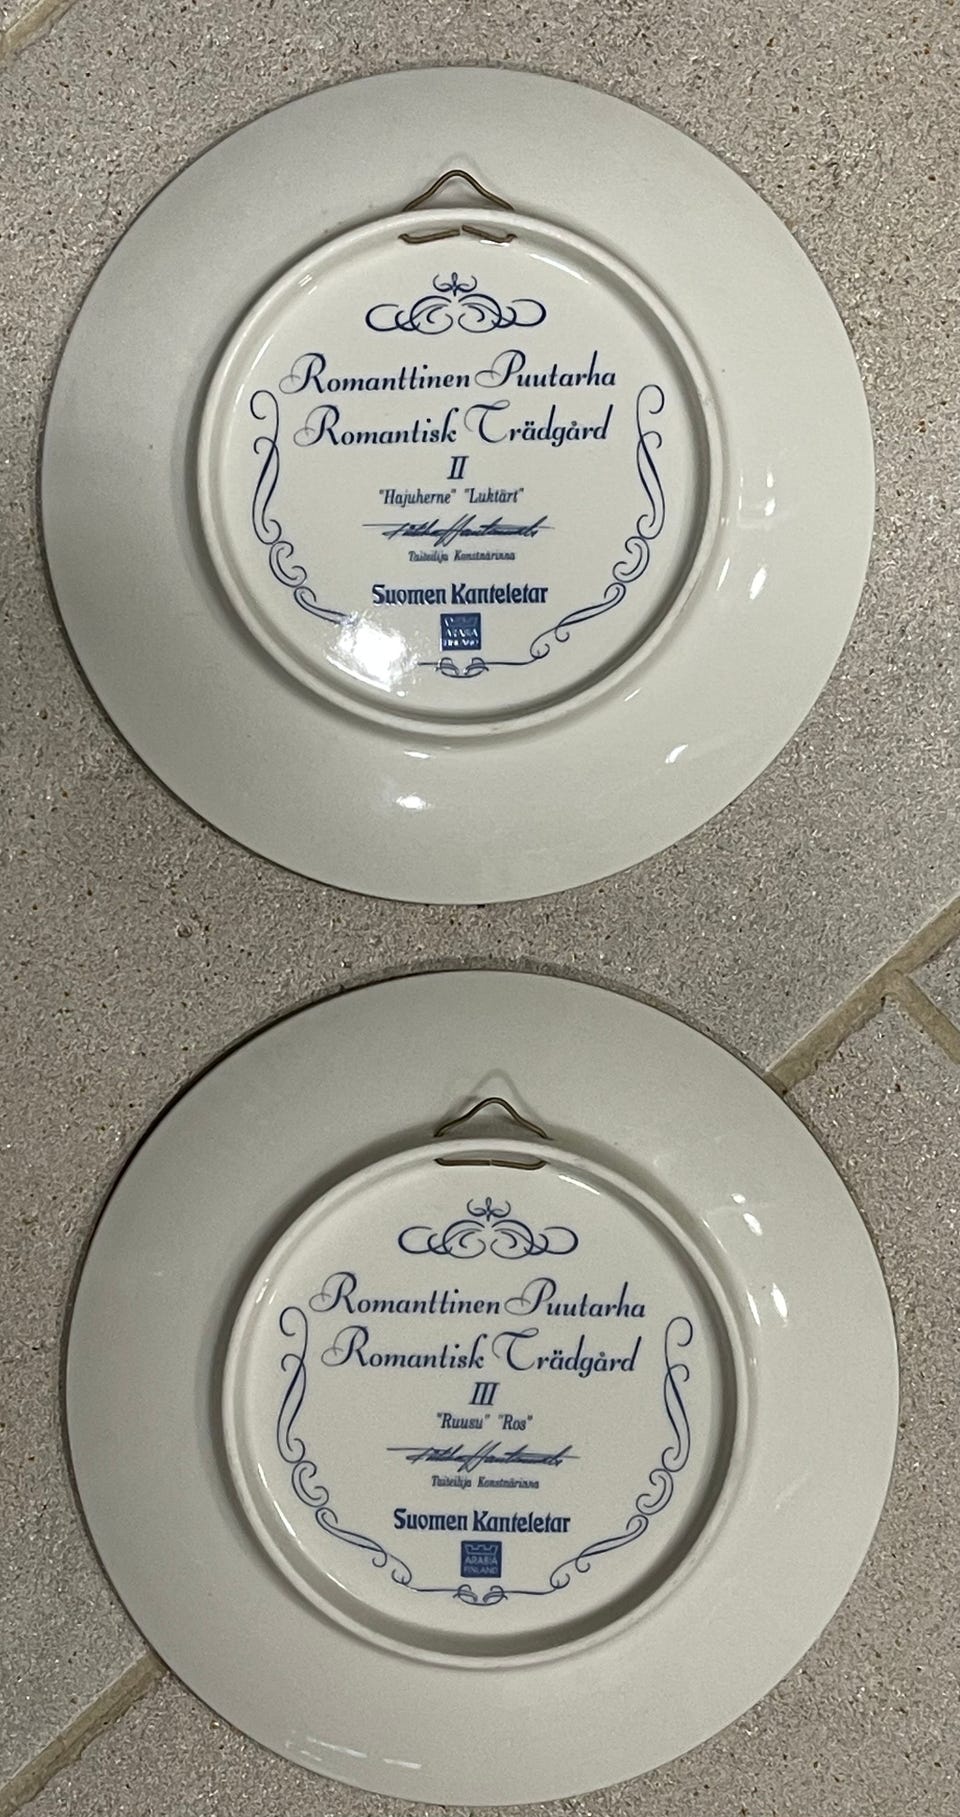 Romanttinen Puutarha
Romantisk Trädgård
II
"Hajuherne" "Luktärt"
Taiteilija Konstnärinna
Suomen Kanteletar
ARABIA
FINLAND
Romanttinen Puutarha
Romantisk Trädgård
III
"Ruusu" "Ros"
Taiteilija Konstnärinna
Suomen Kanteletar
ARABIA
FINLAND